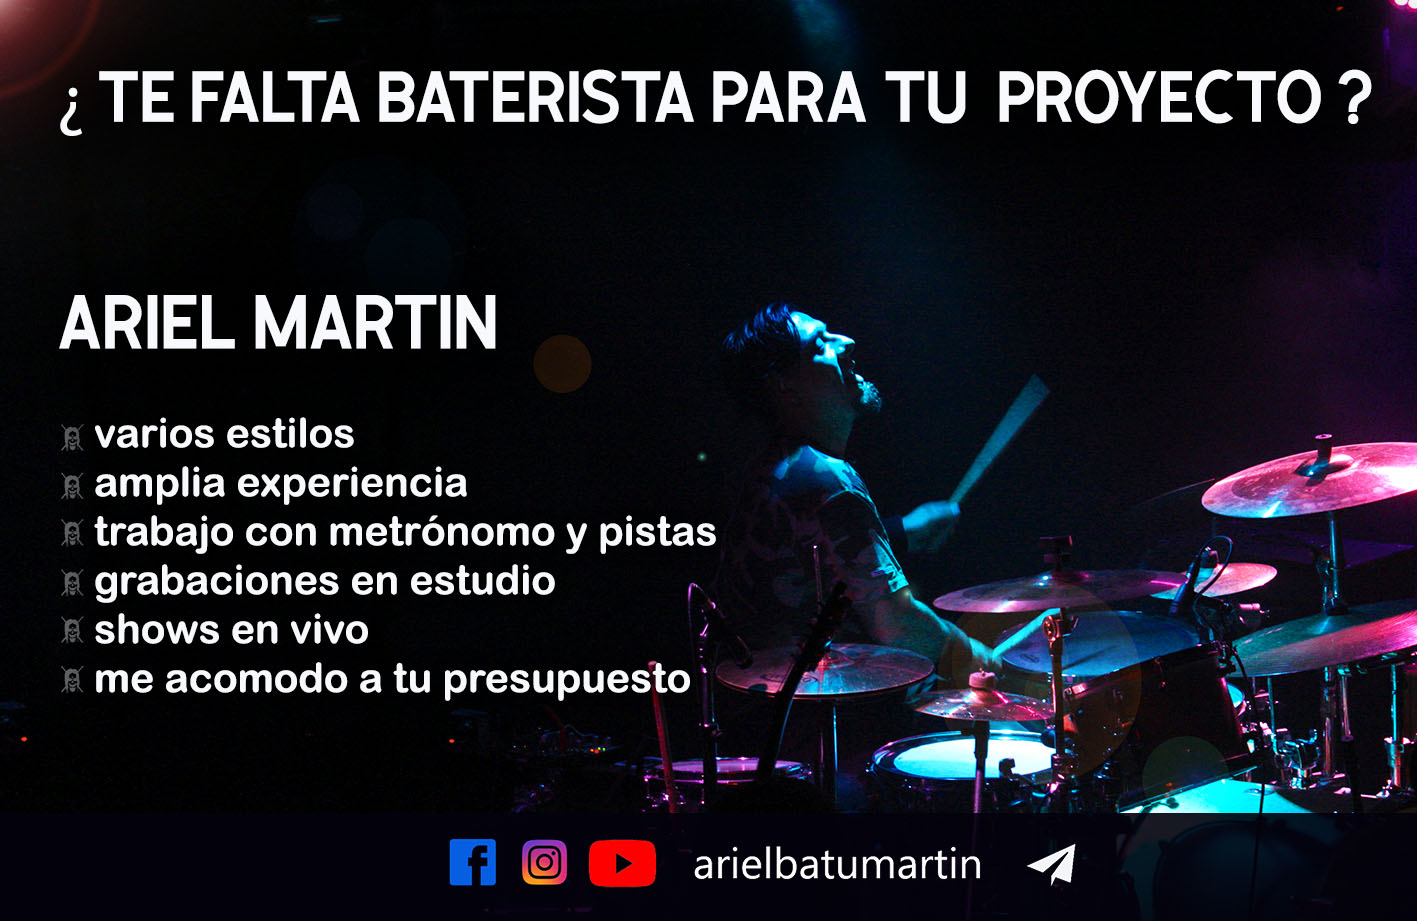 ¿ TE FALTA BATERISTA PARA TU PROYECTO ?
ARIEL MARTIN
varios estilos
amplia experiencia
trabajo con metrónomo y pistas
grabaciones en estudio
shows en vivo
me acomodo a tu presupuesto
arielbatumartin